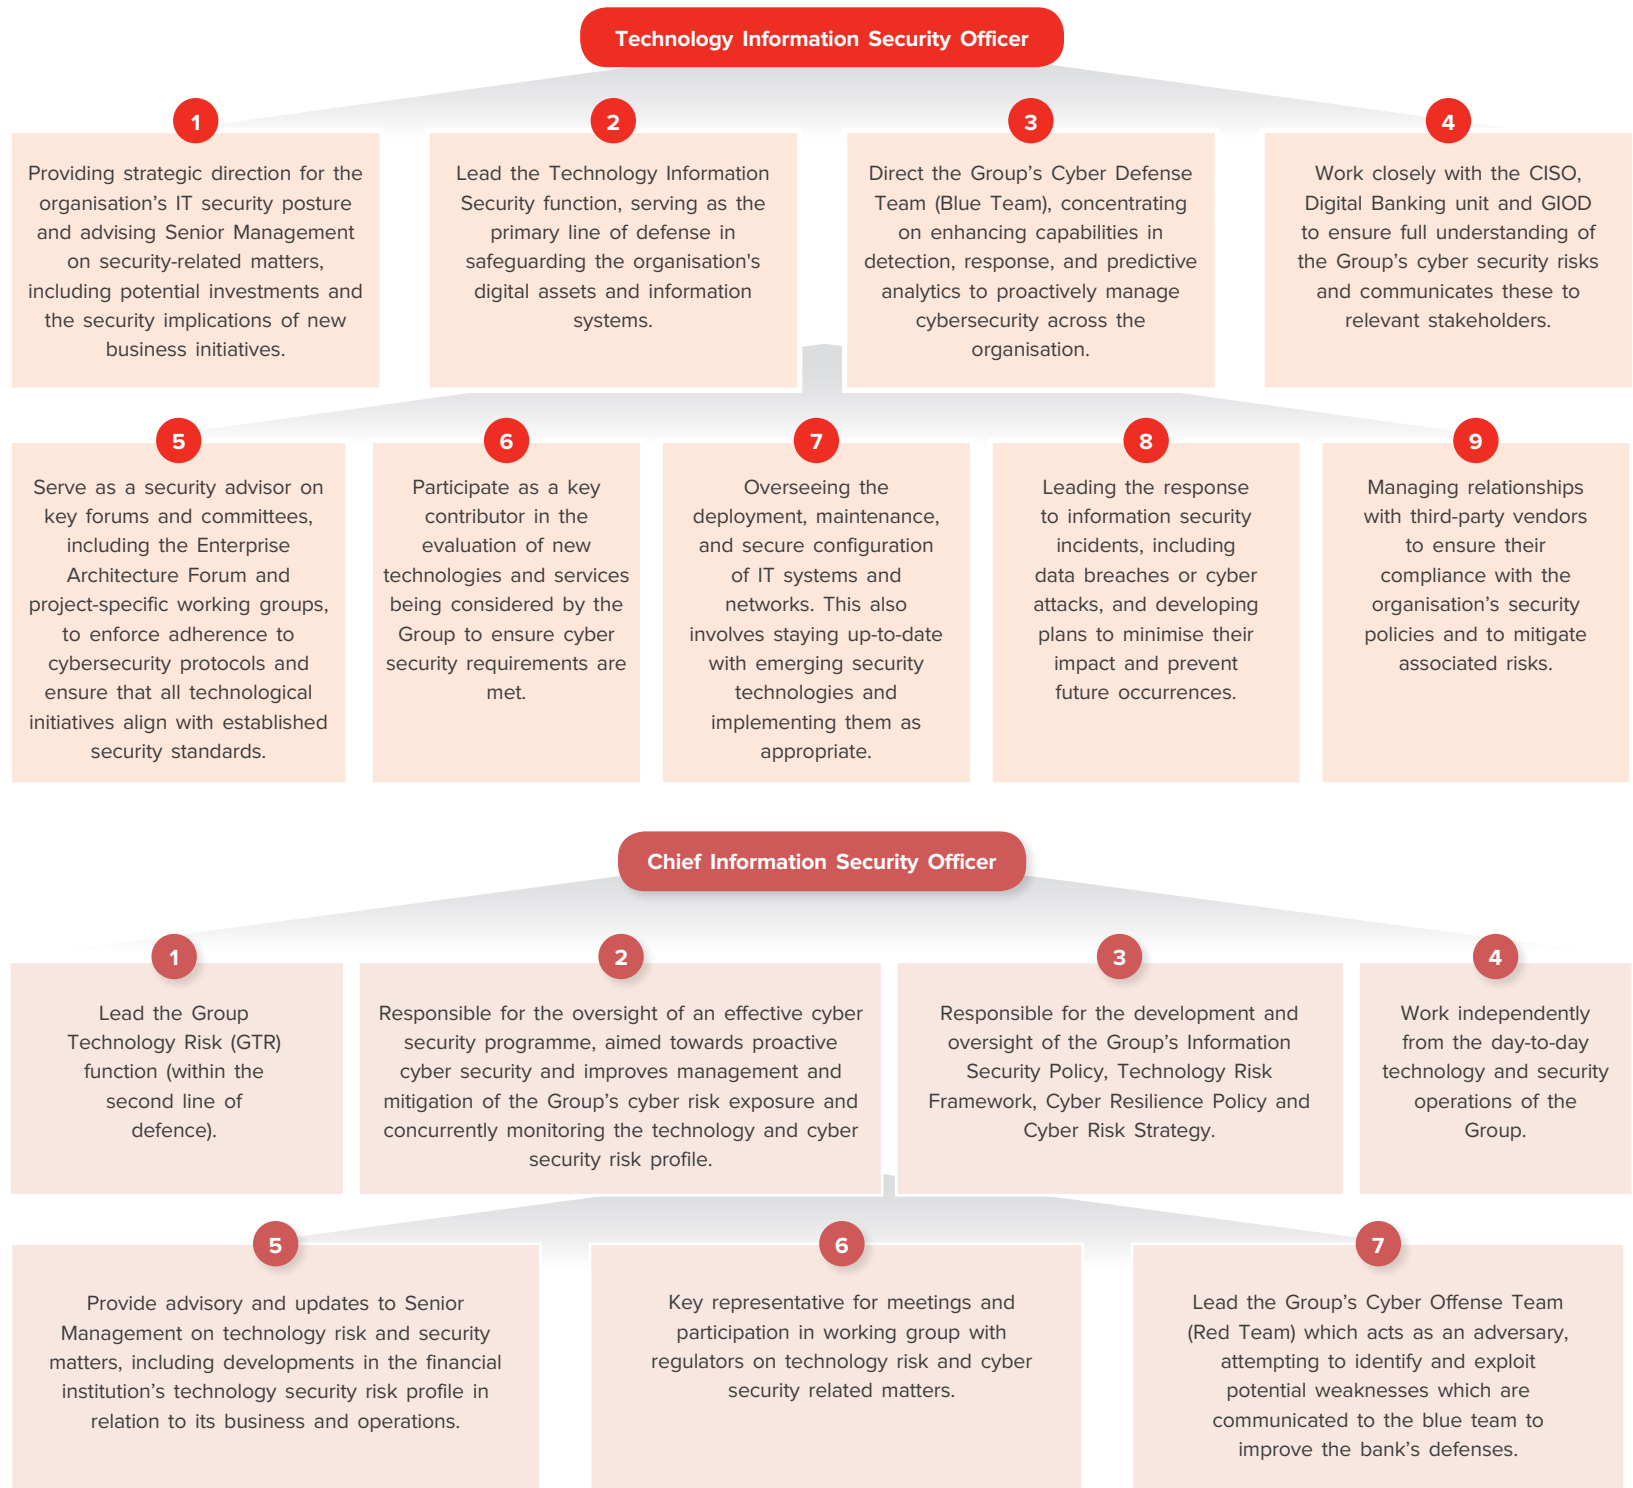 Technology Information Security Officer
1
Providing strategic direction for the
organisation’s IT security posture
and advising Senior Management
on security-related matters,
including potential investments and
the security implications of new
business initiatives.
2
Lead the Technology Information
Security function, serving as the
primary line of defense in
safeguarding the organisation's
digital assets and information
systems.
3
Direct the Group’s Cyber Defense
Team (Blue Team), concentrating
on enhancing capabilities in
detection, response, and predictive
analytics to proactively manage
cybersecurity across the
organisation.
4
Work closely with the CISO,
Digital Banking unit and GIOD
to ensure full understanding of
the Group’s cyber security risks
and communicates these to
relevant stakeholders.
5
Serve as a security advisor on
key forums and committees,
including the Enterprise
Architecture Forum and
project-specific working groups,
to enforce adherence to
cybersecurity protocols and
ensure that all technological
initiatives align with established
security standards.
6
Participate as a key
contributor in the
evaluation of new
technologies and services
being considered by the
Group to ensure cyber
security requirements are
met.
7
Overseeing the
deployment, maintenance,
and secure configuration
of IT systems and
networks. This also
involves staying up-to-date
with emerging security
technologies and
implementing them as
appropriate.
8
Leading the response
to information security
incidents, including
data breaches or cyber
attacks, and developing
plans to minimise their
impact and prevent
future occurrences.
9
Managing relationships
with third-party vendors
to ensure their
compliance with the
organisation’s security
policies and to mitigate
associated risks.
Chief Information Security Officer
1
Lead the Group
Technology Risk (GTR)
function (within the
second line of
defence).
2
Responsible for the oversight of an effective cyber
security programme, aimed towards proactive
cyber security and improves management and
mitigation of the Group’s cyber risk exposure and
concurrently monitoring the technology and cyber
security risk profile.
3
Responsible for the development and
oversight of the Group’s Information
Security Policy, Technology Risk
Framework, Cyber Resilience Policy and
Cyber Risk Strategy.
4
Work independently
from the day-to-day
technology and security
operations of the
Group.
5
Provide advisory and updates to Senior
Management on technology risk and security
matters, including developments in the financial
institution’s technology security risk profile in
relation to its business and operations.
6
Key representative for meetings and
participation in working group with
regulators on technology risk and cyber
security related matters.
7
Lead the Group’s Cyber Offense Team
(Red Team) which acts as an adversary,
attempting to identify and exploit
potential weaknesses which are
communicated to the blue team to
improve the bank’s defenses.